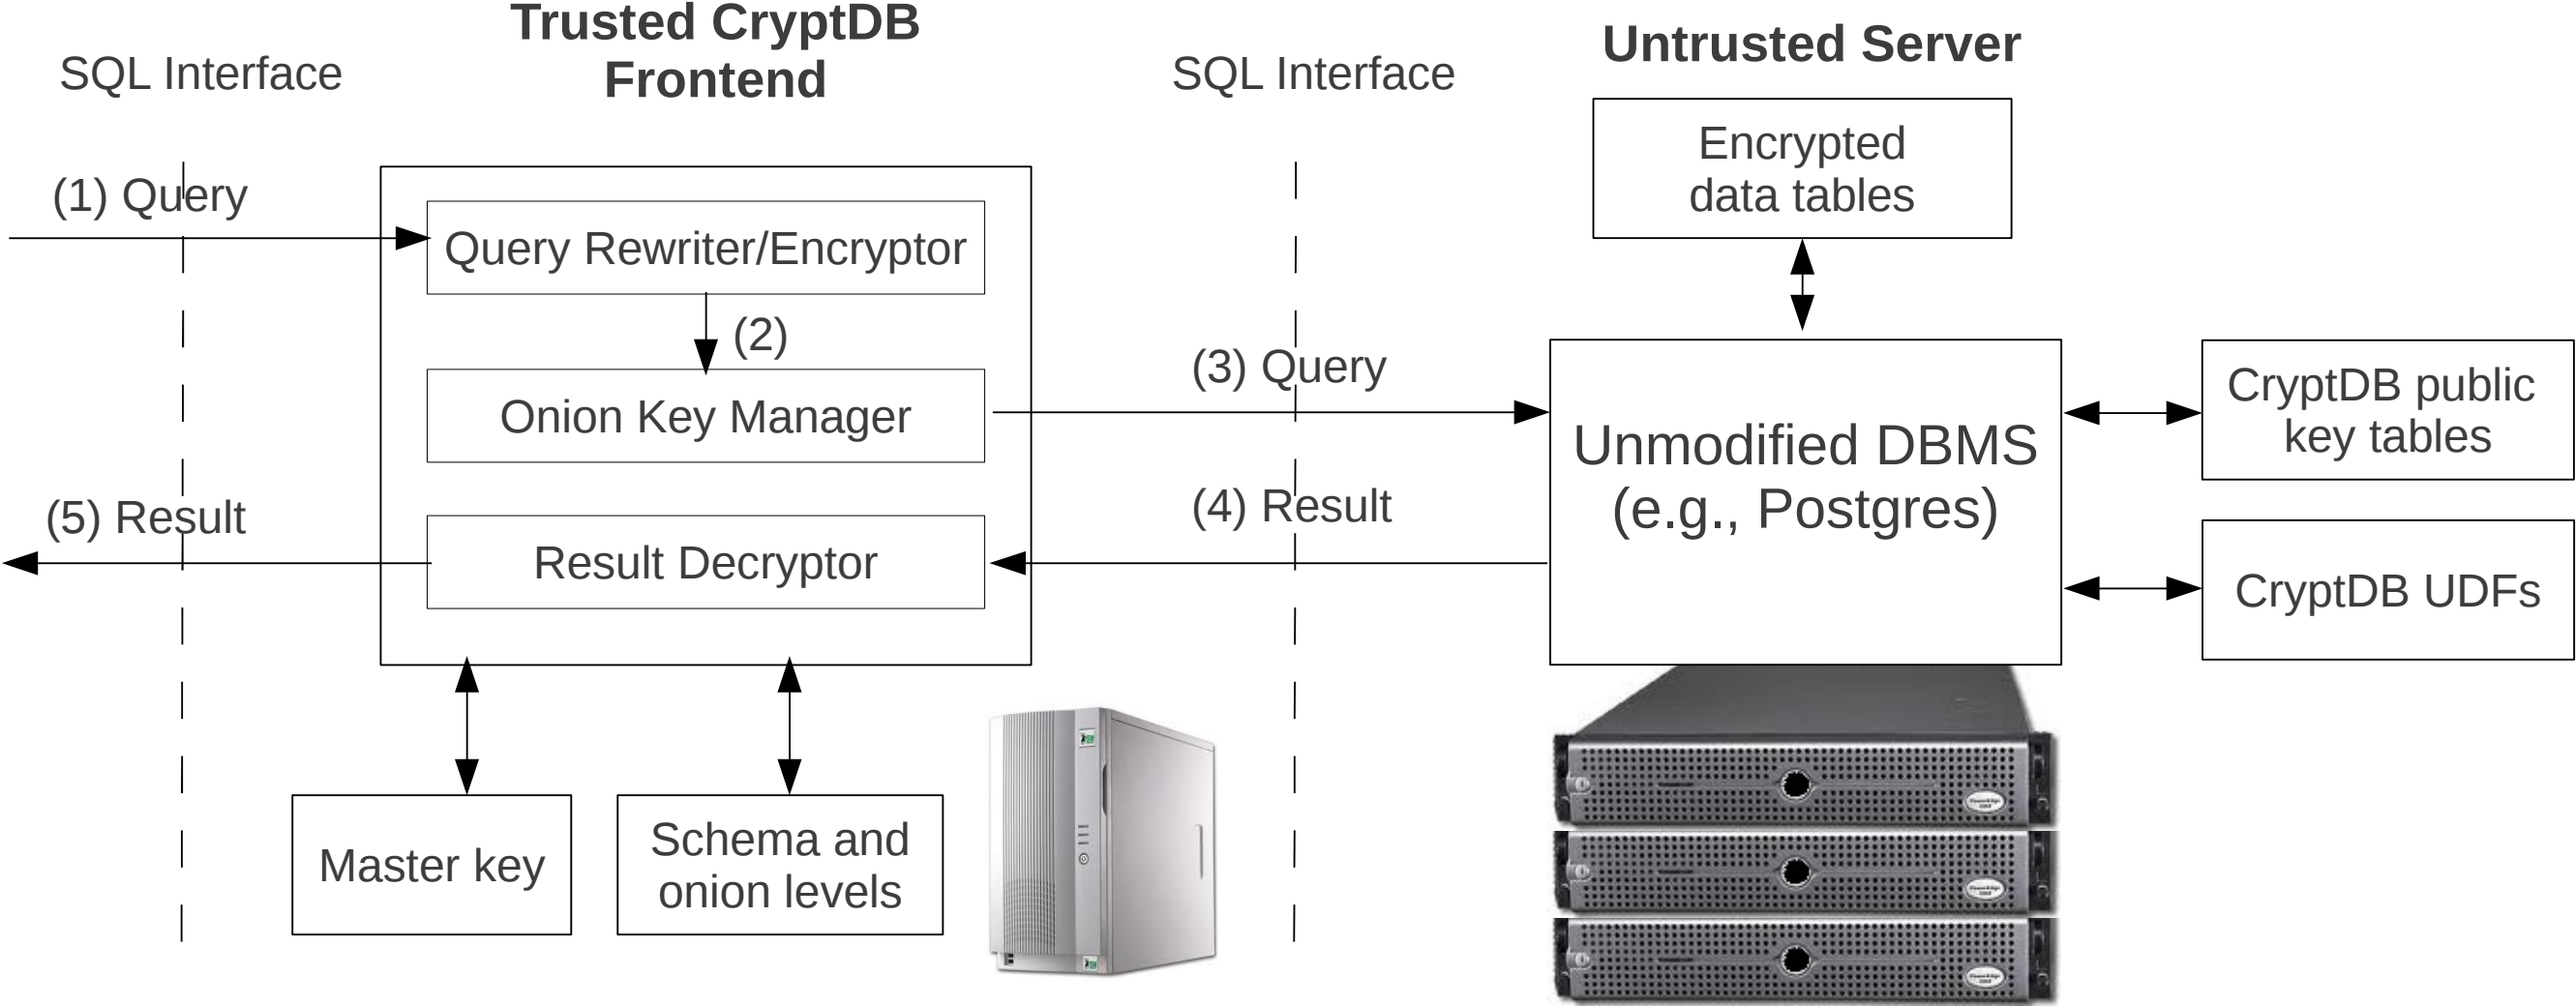 Trusted CryptDB
Frontend
SQL Interface
SQL Interface
Untrusted Server
Encrypted
data tables
(1) Query
Query Rewriter/Encryptor
(2)
Onion Key Manager
(3) Query
Unmodified DBMS
(e.g., Postgres)
CryptDB public
key tables
(4) Result
(5) Result
Result Decryptor
CryptDB UDFs
Master key
Schema and
onion levels